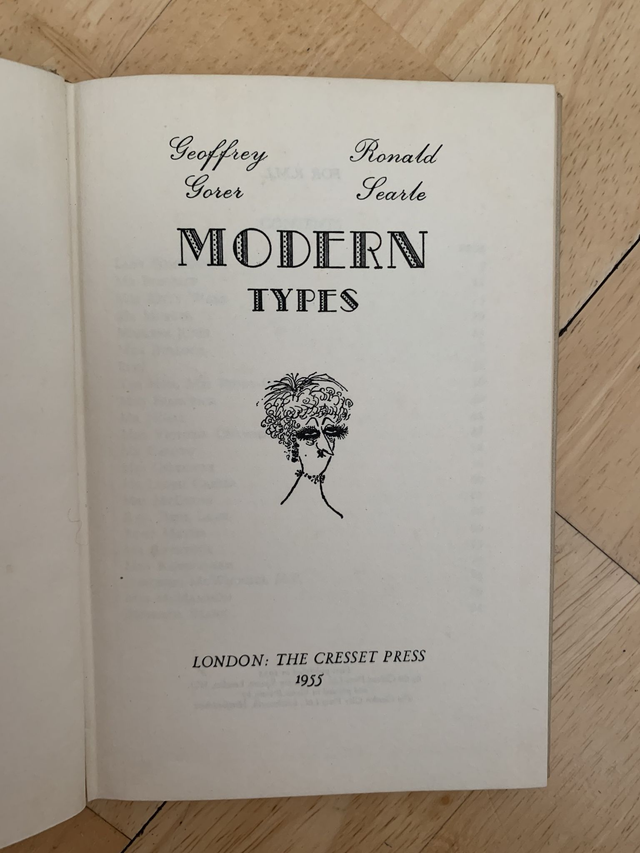 Geoffrey Ronald
Gorer Searle
MODERN
TYPES
LONDON: THE CRESSET PRESS
1955